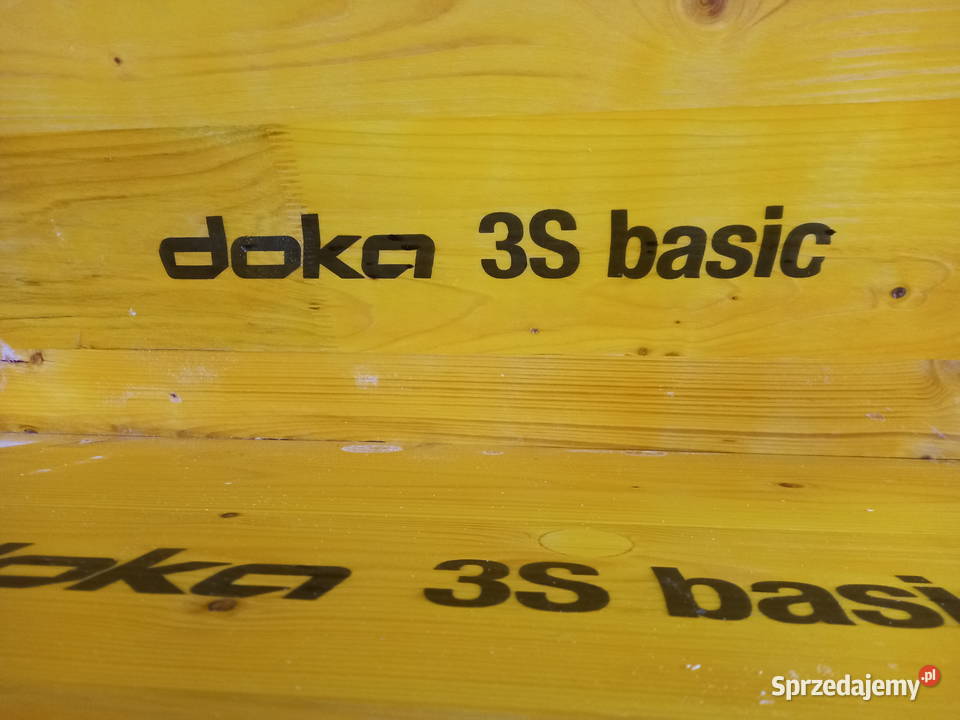 doka 3S basic
doka 3S basi
Sprzedajemy.pl